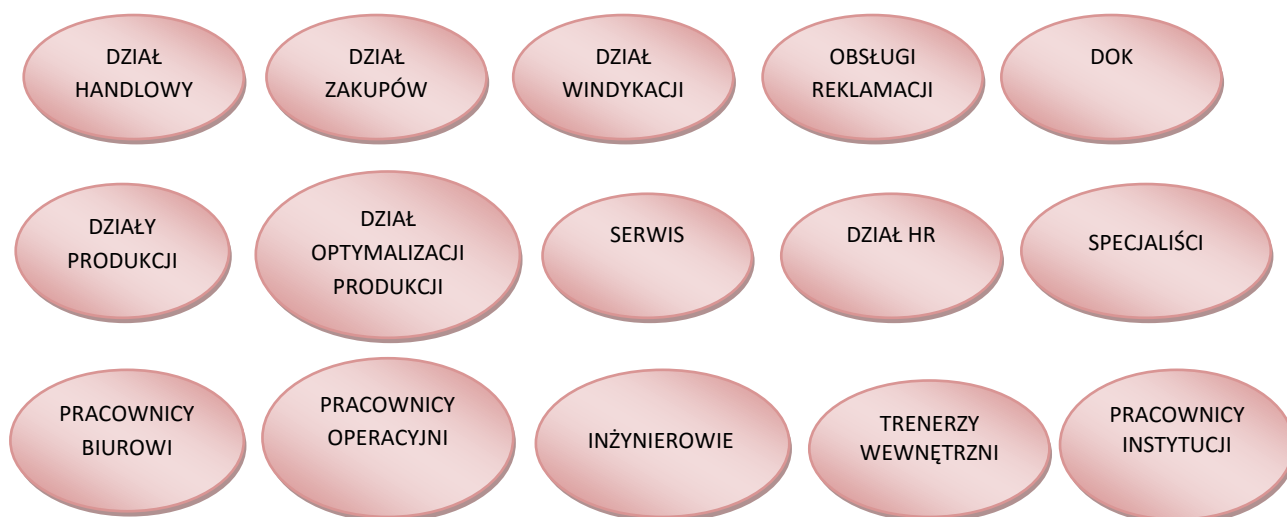 DZIAŁ
HANDLOWY
DZIAŁ
ZAKUPÓW
DZIAŁ
WINDYKACJI
OBSŁUGI
REKLAMACJI
DOK
DZIAŁY
PRODUKCJI
DZIAŁ
OPTYMALIZACJI
PRODUKCJI
SERWIS
DZIAŁ HR
SPECJALIŚCI
PRACOWNICY
BIUROWI
PRACOWNICY
OPERACYJNI
INŻYNIEROWIE
TRENERZY
WEWNĘTRZNI
PRACOWNICY
INSTYTUCJI